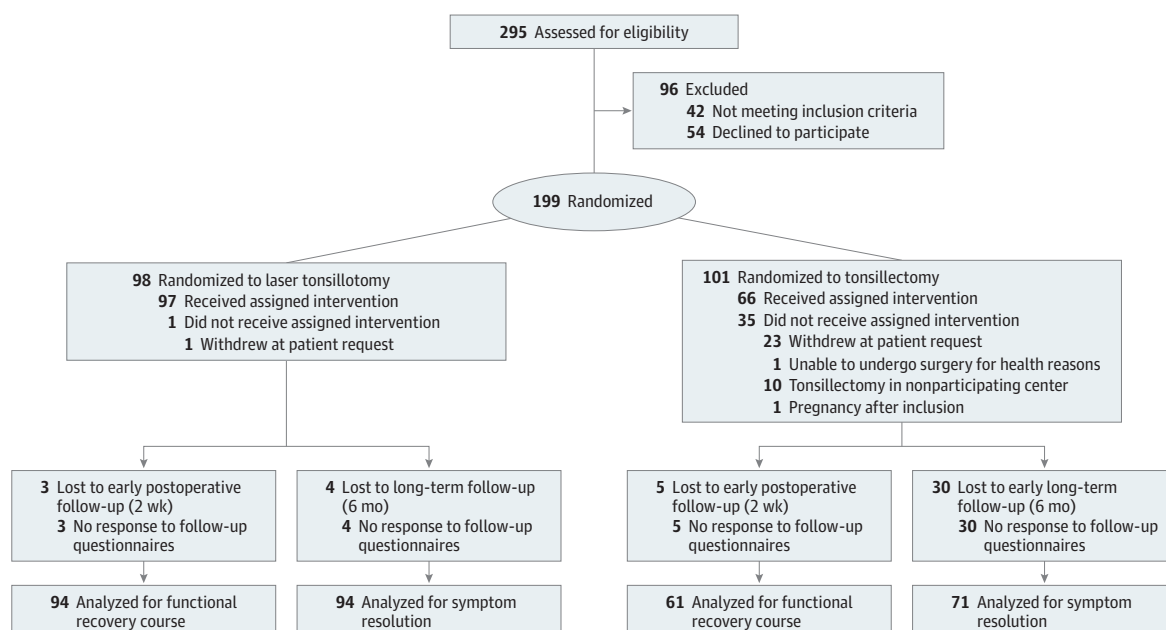 295 Assessed for eligibility
96 Excluded
42 Not meeting inclusion criteria
54 Declined to participate
199 Randomized
98 Randomized to laser tonsillotomy
97 Received assigned intervention
1 Did not receive assigned intervention
1 Withdrew at patient request
101 Randomized to tonsillectomy
66 Received assigned intervention
35 Did not receive assigned intervention
23 Withdrew at patient request
1 Unable to undergo surgery for health reasons
10 Tonsillectomy in nonparticipating center
1 Pregnancy after inclusion
3 Lost to early postoperative
follow-up (2 wk)
3 No response to follow-up
questionnaires
4 Lost to long-term follow-up
(6 mo)
4 No response to follow-up
questionnaires
5 Lost to early postoperative
follow-up (2 wk)
5 No response to follow-up
questionnaires
30 Lost to early long-term
follow-up (6 mo)
30 No response to follow-up
questionnaires
94 Analyzed for functional
recovery course
94 Analyzed for symptom
resolution
61 Analyzed for functional
recovery course
71 Analyzed for symptom
resolution